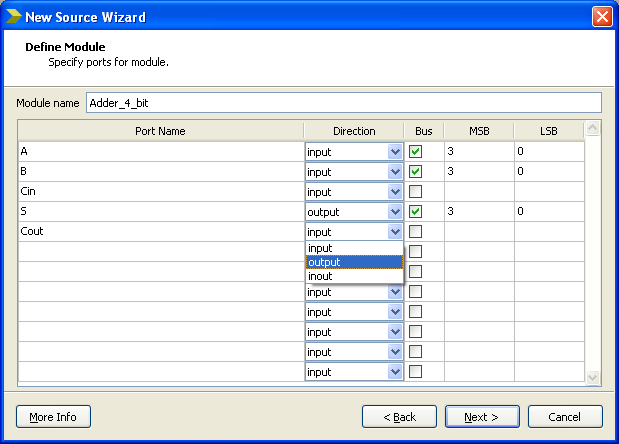 New Source Wizard
Define Module
Specify ports for module.
Module name Adder_4_bit
Port Name Direction Bus MSB LSB
A input 3 0
B input 3 0
Cin input
S output 3 0
Cout input
input
output
inout
input
input
input
input
input
More Info < Back Next > Cancel